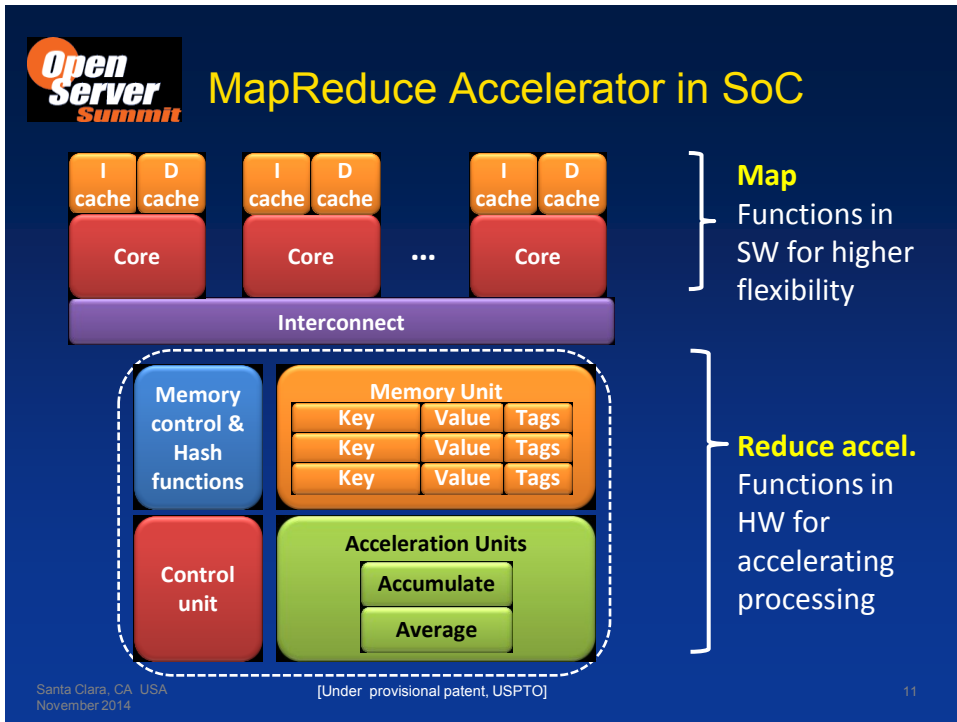 Open
Server
Summit
MapReduce Accelerator in SoC
I
cache
D
cache
I
cache
D
cache
I
cache
D
cache
Core
Core
...
Core
Interconnect
Map
Functions in
SW for higher
flexibility
Memory
control &
Hash
functions
Memory Unit
Key Value Tags
Key Value Tags
Key Value Tags
Control
unit
Acceleration Units
Accumulate
Average
Reduce accel.
Functions in
HW for
accelerating
processing
Santa Clara, CA USA
November 2014
[Under provisional patent, USPTO]
11